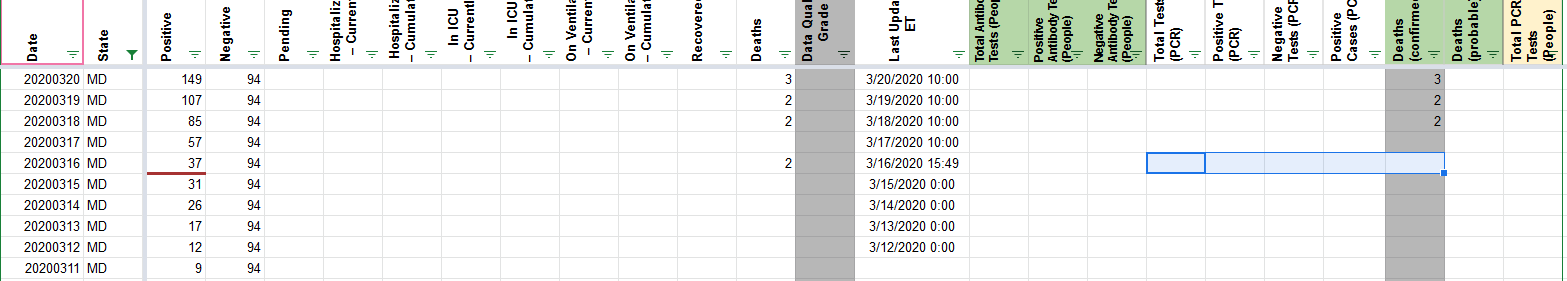 Date State Positive Negative Pending Hospitaliz – Current Hospitaliz – Cumulat In ICU – Currentl In ICU – Cumulat On Ventila – Current On Ventila – Cumulat Recovered Deaths Data Qual Grade Last Upda ET Total Antibo Tests (Peop Positive Antibody Te (People) Negative Antibody Te (People) Total Tests (PCR) Positive T (PCR) Negative Tests (PCR Positive Cases (PC Deaths (confirmed Deaths (probable) Total PCR Tests (People)
20200320 MD 149 94 3 3/20/2020 10:00 3
20200319 MD 107 94 2 3/19/2020 10:00 2
20200318 MD 85 94 2 3/18/2020 10:00 2
20200317 MD 57 94 3/17/2020 10:00
20200316 MD 37 94 2 3/16/2020 15:49
20200315 MD 31 94 3/15/2020 0:00
20200314 MD 26 94 3/14/2020 0:00
20200313 MD 17 94 3/13/2020 0:00
20200312 MD 12 94 3/12/2020 0:00
20200311 MD 9 94